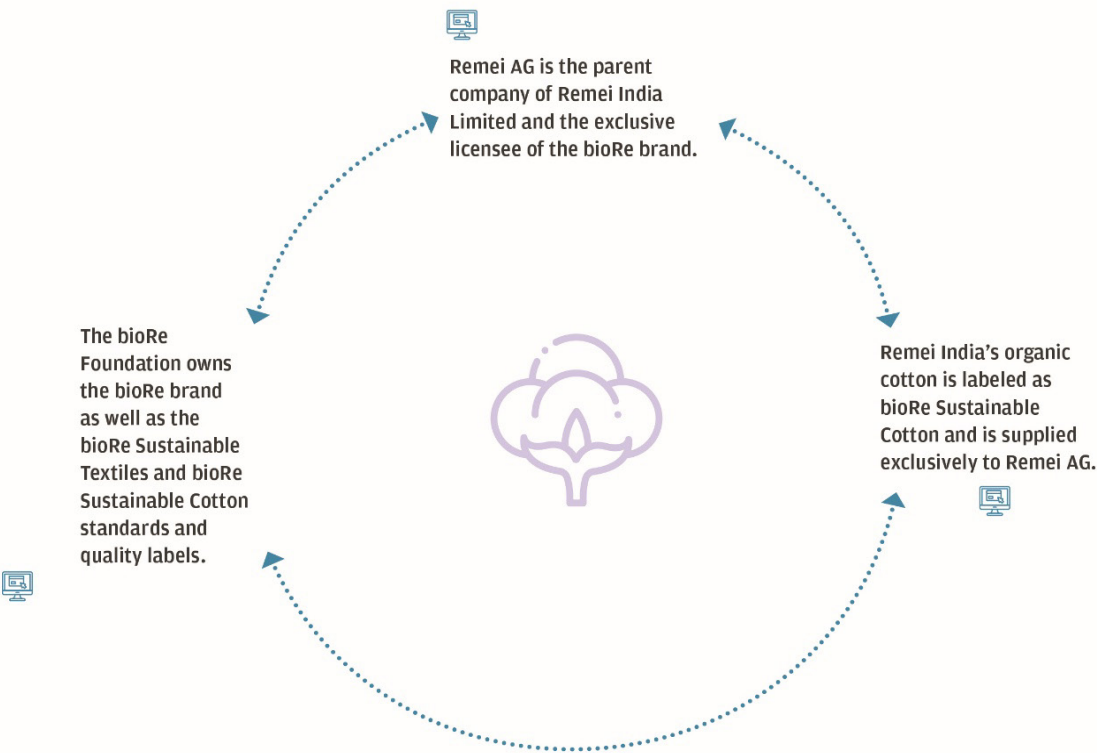 Remei AG is the parent
company of Remei India
Limited and the exclusive
licensee of the bioRe brand.
The bioRe
Foundation owns
the bioRe brand
as well as the
bioRe Sustainable
Textiles and bioRe
Sustainable Cotton
standards and
quality labels.
Remei India’s organic
cotton is labeled as
bioRe Sustainable
Cotton and is supplied
exclusively to Remei AG.